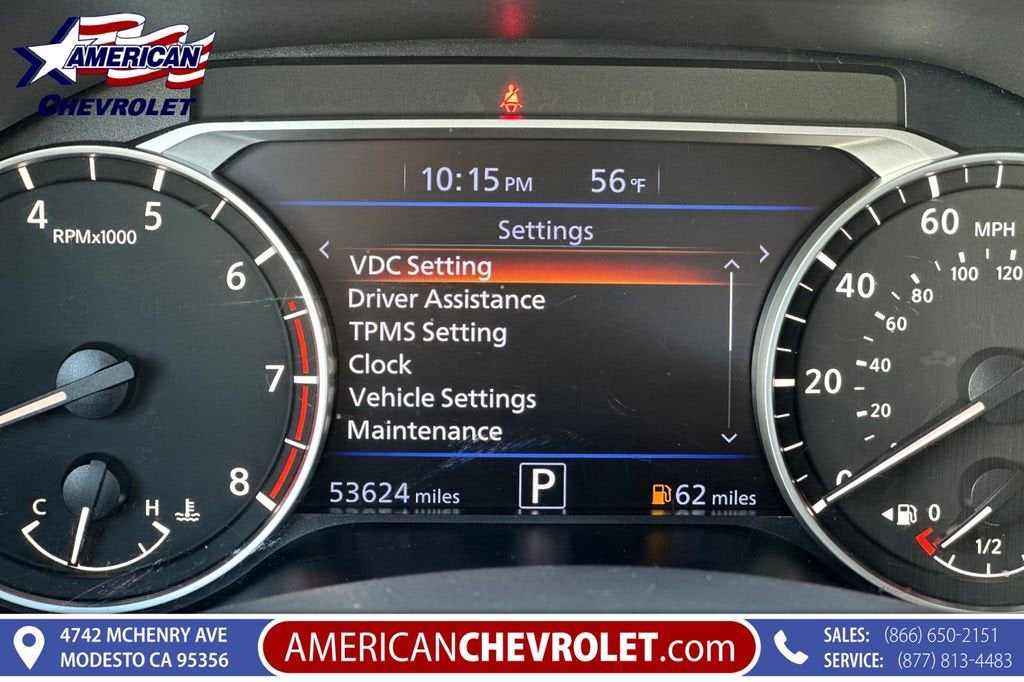 AMERICAN
CHEVROLET
10:15 PM 56 °F
Settings
VDC Setting
Driver Assistance
TPMS Setting
Clock
Vehicle Settings
Maintenance
53624 miles P 62 miles
4 5 6 7 8
RPMx1000
C H
0 20 40 60
MPH
20 40 60 80 100 120
0 1/2
4742 MCHENRY AVE
MODESTO CA 95356
AMERICANCHEVROLET.com
SALES: (866) 650-2151
SERVICE: (877) 813-4483